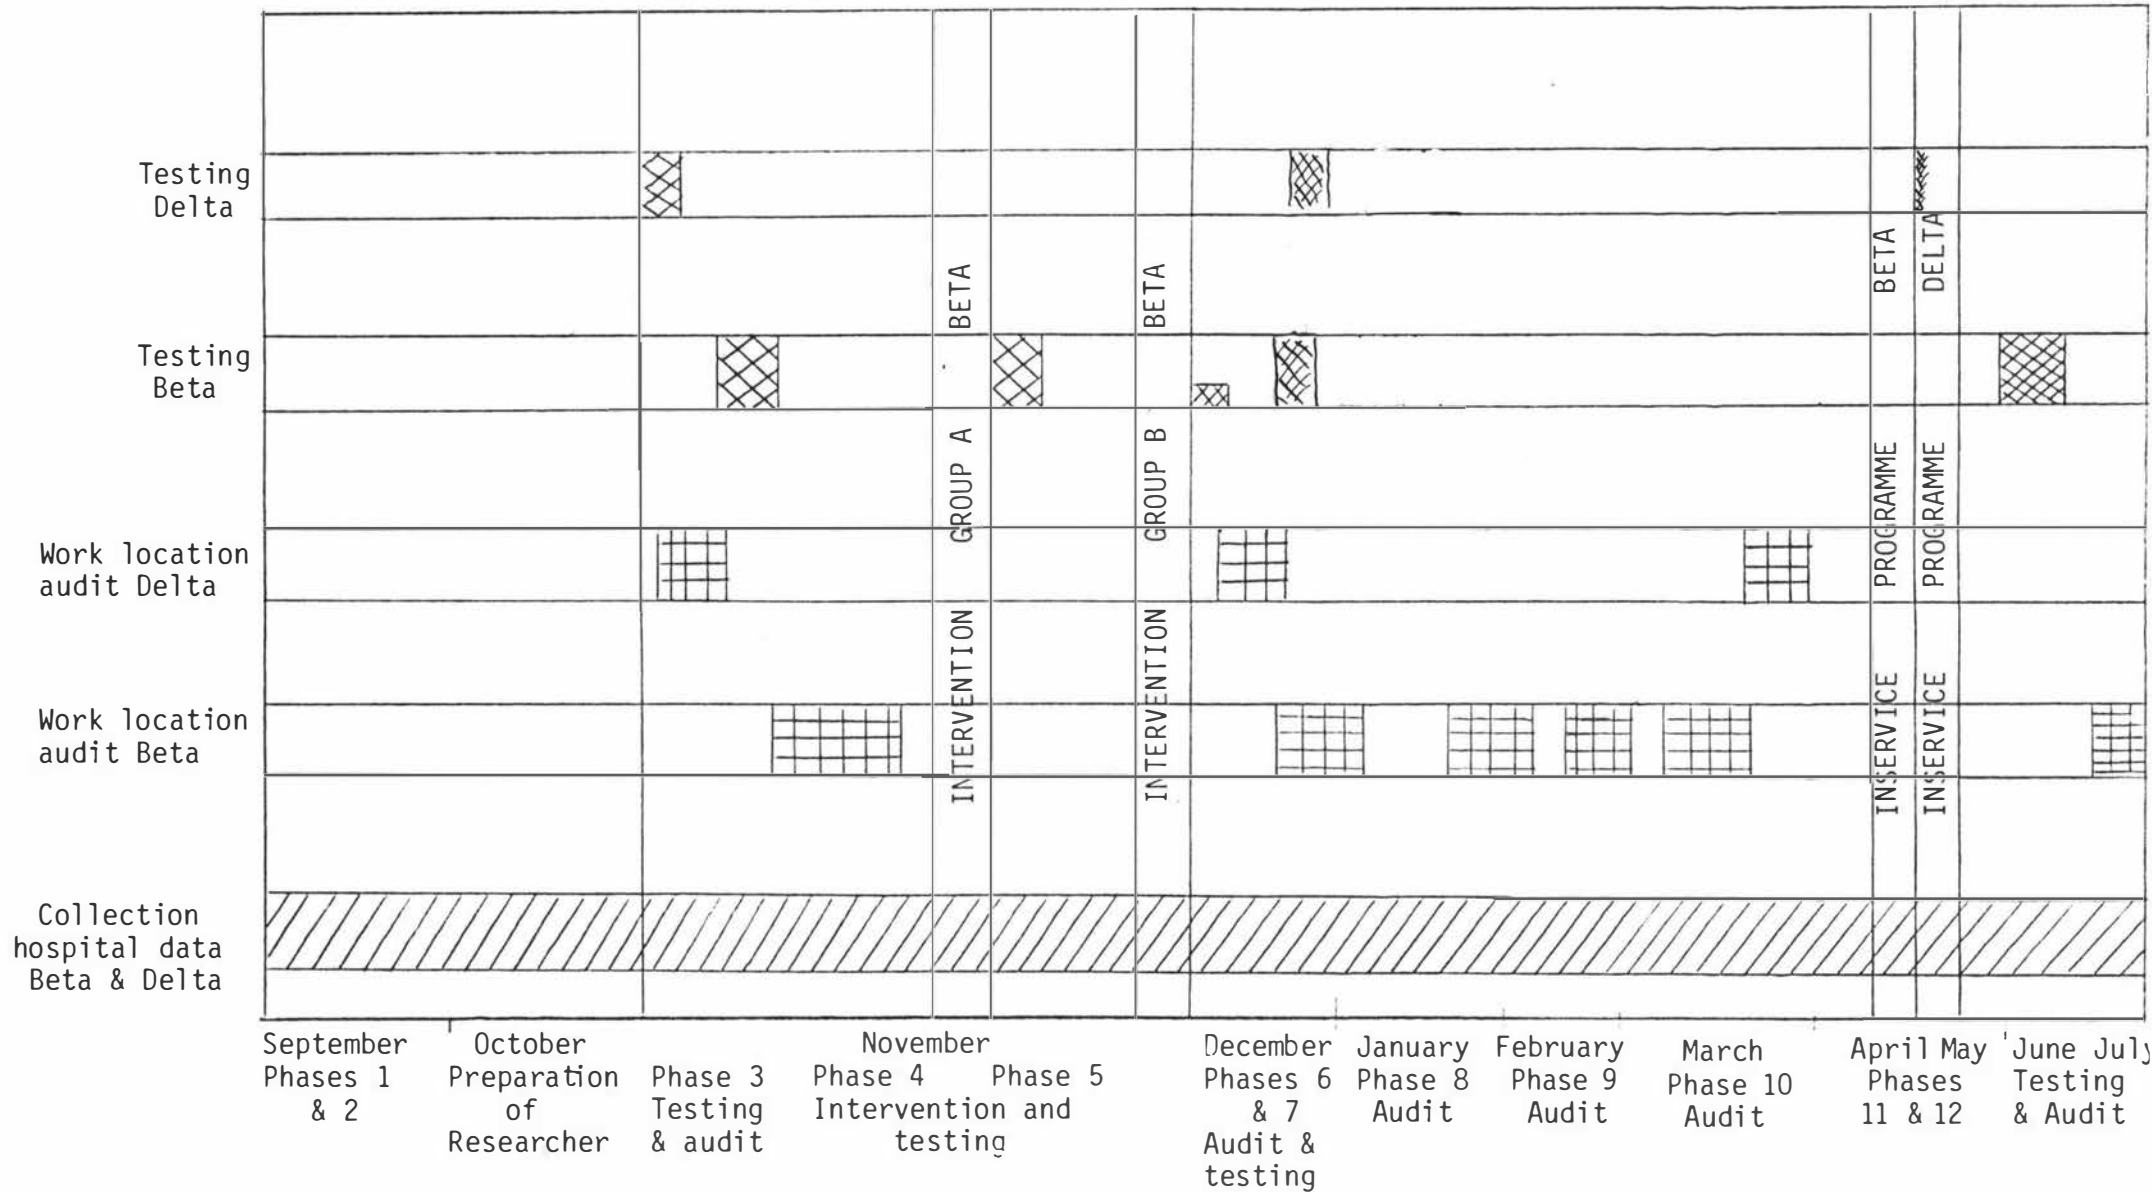 Testing
Delta
Testing
Beta
Work location
audit Delta
Work location
audit Beta
Collection
hospital data
Beta & Delta
INTERVENTION GROUP A BETA
INTERVENTION GROUP B BETA
INSERVICE PROGRAMME BETA
INSERVICE PROGRAMME DELTA
September
Phases 1
& 2
October
Preparation
of
Researcher
Phase 3
Testing
& audit
November
Phase 4 Phase 5
Intervention and
testing
December
Phases 6
& 7
Audit &
testing
January
Phase 8
Audit
February
Phase 9
Audit
March
Phase 10
Audit
April May
Phases
11 & 12
June July
Testing
& Audit